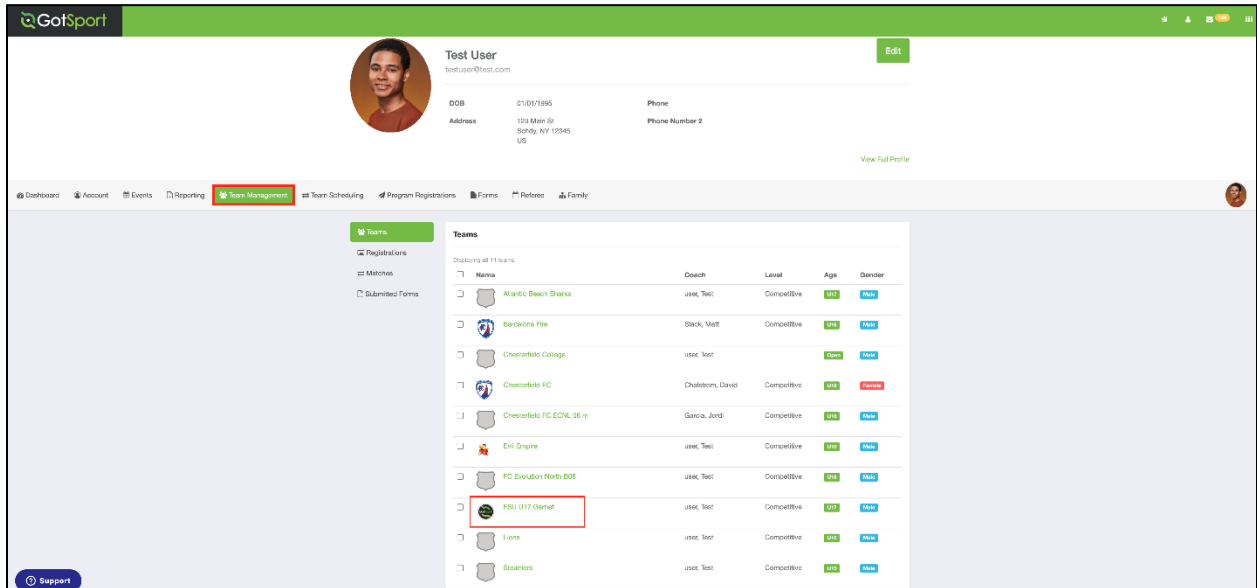 GotSport
Test User
Edit
testuser@test.com
DOB 01/01/1995 Phone
Address 123 Main St Phone Number 2
Schdy, NY 12345
US
View Full Profile
Dashboard Account Events Reporting Team Management Team Scheduling Program Registrations Forms Referee Family
Teams
Registrations
Matches
Submitted Forms
Teams
Displaying all 11 teams
Name Coach Level Age Gender
Atlantic Beach Sharks user, Test Competitive U17 Male
Barcelona Fire Slack, Matt Competitive Male
Chesterfield College user, Test Open Male
Chesterfield FC Chalstrom, David Competitive Female
Chesterfield FC ECNL 06 m Garcia, Jordi Competitive Male
Evil Empire user, Test Competitive Male
FC Evolution North B06 user, Test Competitive Male
FSU U17 Garnet user, Test Competitive U17 Male
Lions user, Test Competitive Male
Steamers user, Test Competitive Male
Support